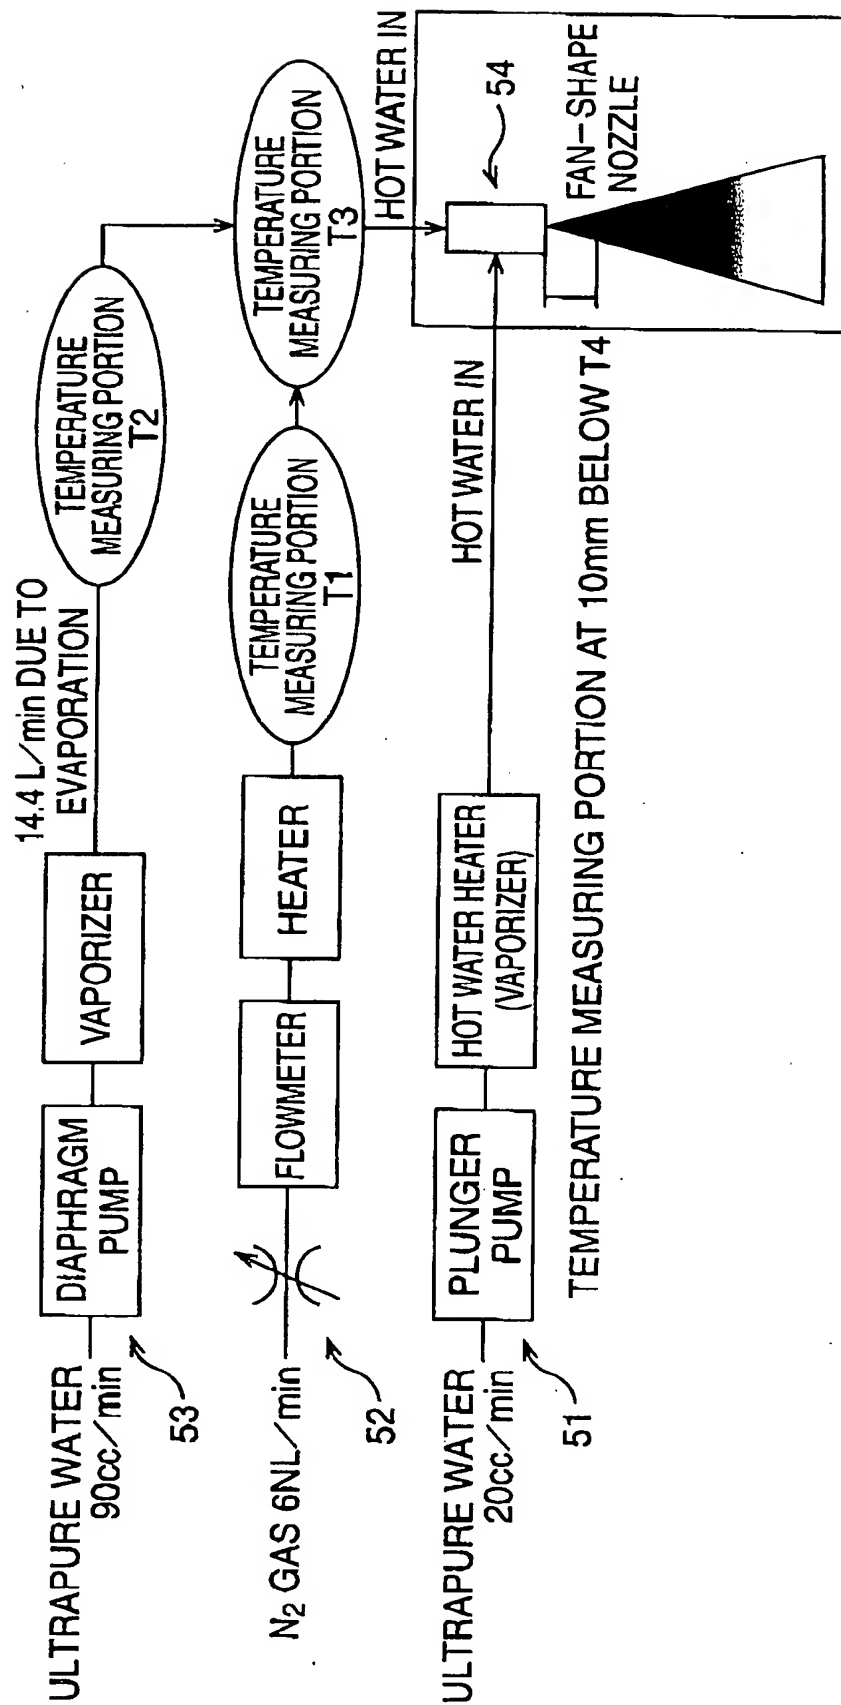 ULTRAPURE WATER
90cc/min
53
DIAPHRAGM
PUMP
VAPORIZER
14.4 L/min DUE TO
EVAPORATION
TEMPERATURE
MEASURING PORTION
T2
N2 GAS 6NL/min
52
FLOWMETER
HEATER
TEMPERATURE
MEASURING PORTION
T1
TEMPERATURE
MEASURING PORTION
T3
HOT WATER IN
ULTRAPURE WATER
20cc/min
51
PLUNGER
PUMP
HOT WATER HEATER
(VAPORIZER)
HOT WATER IN
54
FAN-SHAPE
NOZZLE
TEMPERATURE MEASURING PORTION AT 10mm BELOW T4